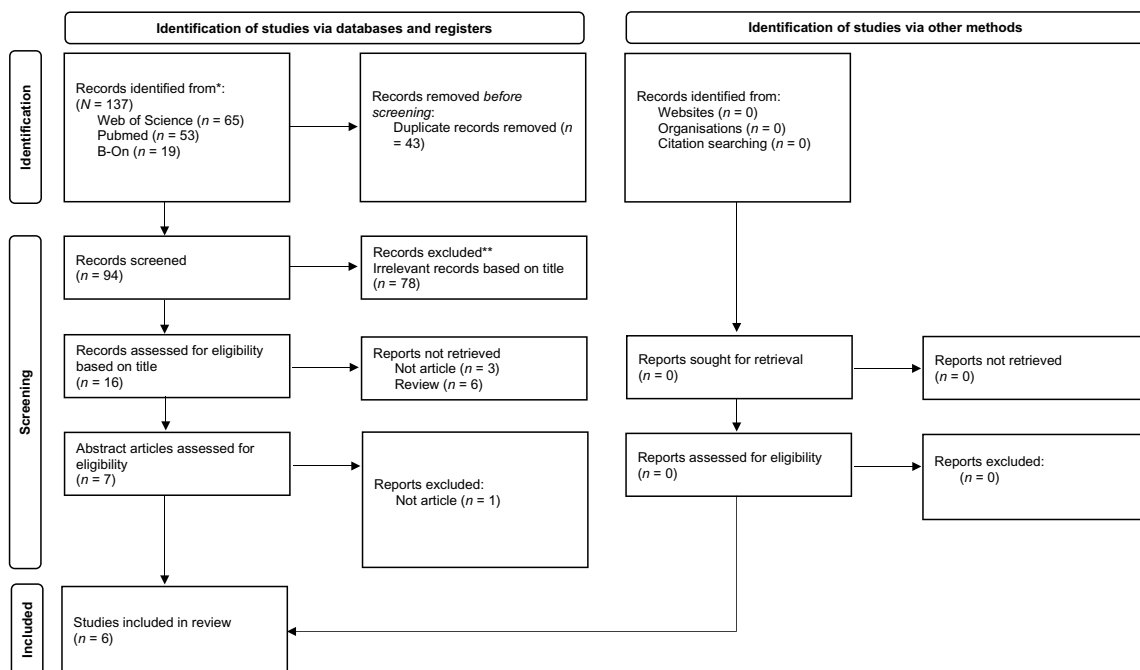 Identification of studies via databases and registers
Identification of studies via other methods
Identification
Records identified from*:
(N = 137)
Web of Science (n = 65)
Pubmed (n = 53)
B-On (n = 19)
Records removed before
screening:
Duplicate records removed (n
= 43)
Records identified from:
Websites (n = 0)
Organisations (n = 0)
Citation searching (n = 0)
Screening
Records screened
(n = 94)
Records excluded**
Irrelevant records based on title
(n = 78)
Records assessed for eligibility
based on title
(n = 16)
Reports not retrieved
Not article (n = 3)
Review (n = 6)
Reports sought for retrieval
(n = 0)
Reports not retrieved
(n = 0)
Abstract articles assessed for
eligibility
(n = 7)
Reports excluded:
Not article (n = 1)
Reports assessed for eligibility
(n = 0)
Reports excluded:
(n = 0)
Included
Studies included in review
(n = 6)